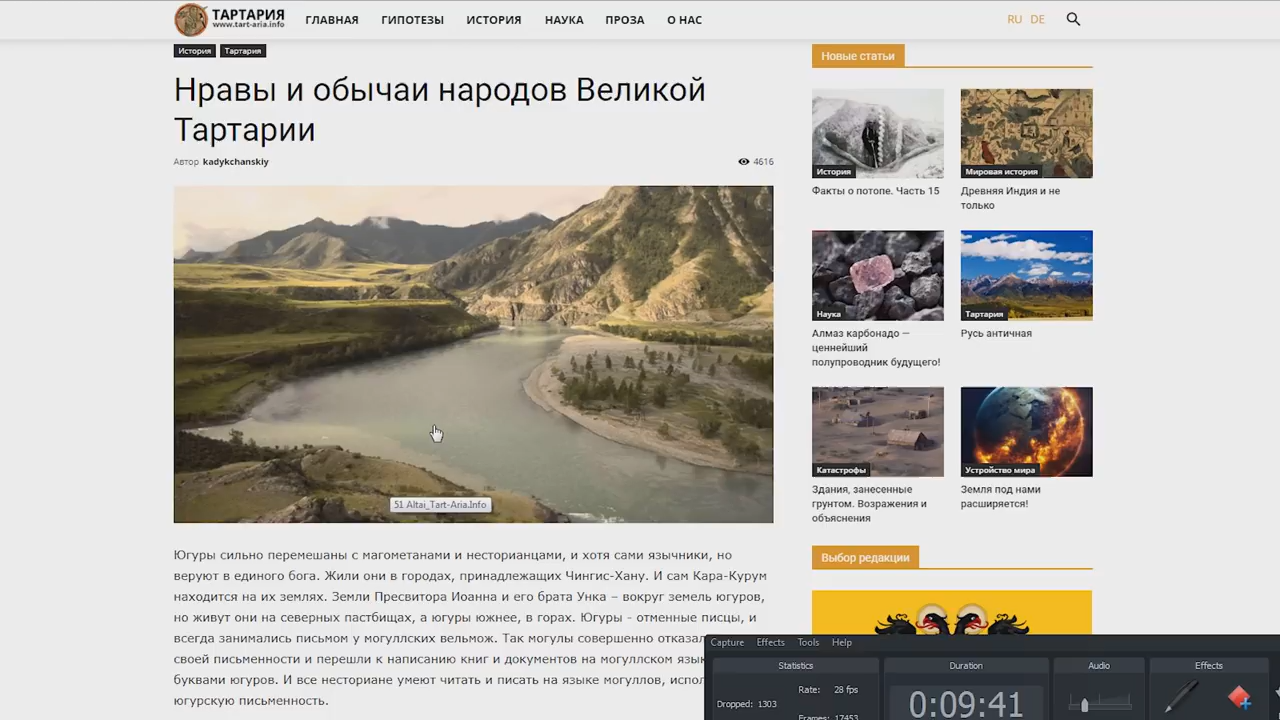 ТАРТАРИЯ
www.tart-aria.info
ГЛАВНАЯ ГИПОТЕЗЫ ИСТОРИЯ НАУКА ПРОЗА О НАС
RU DE
История Тартария
Нравы и обычаи народов Великой
Тартарии
Автор kadykchanskiy
4616
51 Altai_Tart-Aria.Info
Югуры сильно перемешаны с магометанами и несторианцами, и хотя сами язычники, но
веруют в единого бога. Жили они в городах, принадлежащих Чингис-Хану. И сам Кара-Курум
находится на их землях. Земли Пресвитора Иоанна и его брата Унка – вокруг земель югуров,
но живут они на северных пастбищах, а югуры южнее, в горах. Югуры - отменные писцы, и
всегда занимались письмом у могуллских вельмож. Так могулы совершенно отказал
своей письменности и перешли к написанию книг и документов на могуллском язык
буквами югуров. И все несториане умеют читать и писать на языке могуллов, испол
югурскую письменность.
Новые статьи
История
Факты о потопе. Часть 15
Мировая история
Древняя Индия и не
только
Наука
Алмаз карбонадо —
ценнейший
полупроводник будущего!
Тартария
Русь античная
Катастрофы
Здания, занесенные
грунтом. Возражения и
объяснения
Устройство мира
Земля под нами
расширяется!
Выбор редакции
Capture Effects Tools Help
Statistics
Rate: 28 fps
Dropped: 1303
Frames: 17453
Duration
0:09:41
Audio
Effects